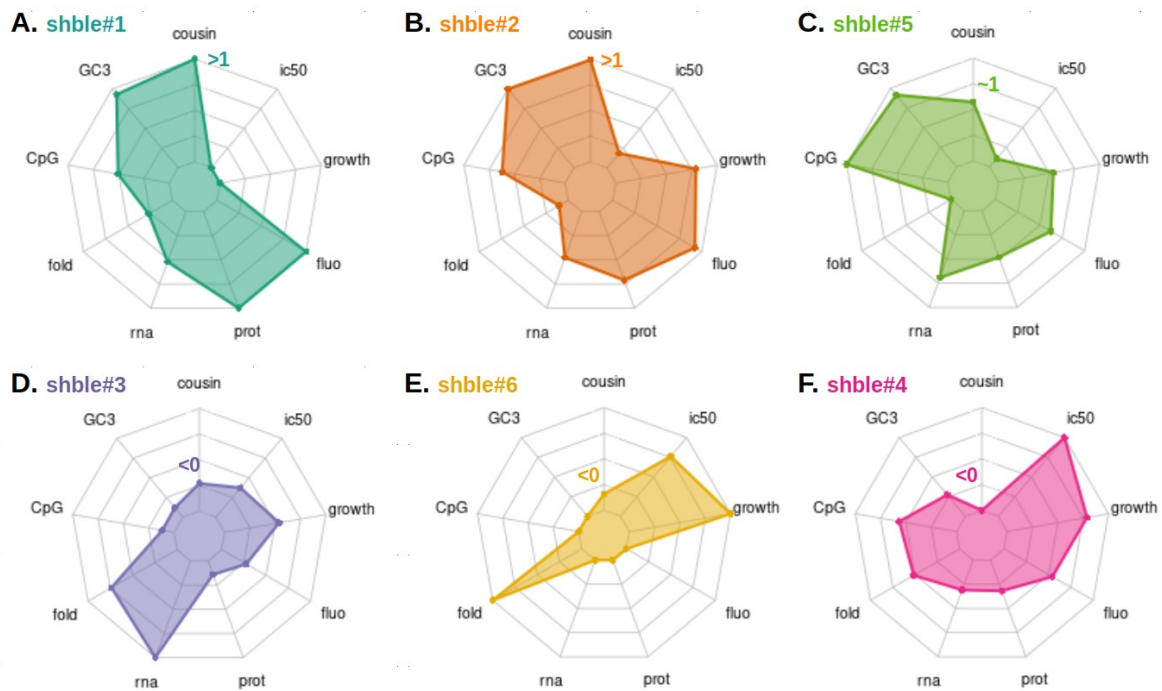 A. shble#1
cousin
>1
ic50
GC3
CpG
growth
fold
fluo
rna
prot
B. shble#2
cousin
>1
ic50
GC3
CpG
growth
fold
fluo
rna
prot
C. shble#5
cousin
~1
ic50
GC3
CpG
growth
fold
fluo
rna
prot
D. shble#3
cousin
<0
ic50
GC3
CpG
growth
fold
fluo
rna
prot
E. shble#6
cousin
<0
ic50
GC3
CpG
growth
fold
fluo
rna
prot
F. shble#4
cousin
<0
ic50
GC3
CpG
growth
fold
fluo
rna
prot